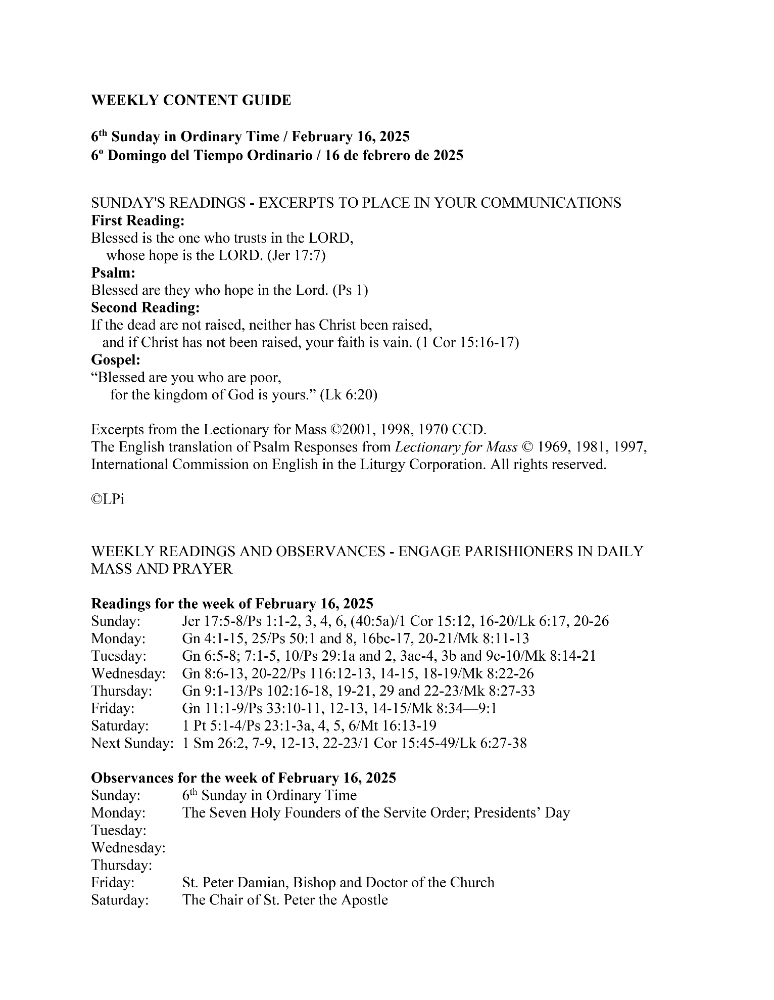 WEEKLY CONTENT GUIDE
6th Sunday in Ordinary Time / February 16, 2025
6º Domingo del Tiempo Ordinario / 16 de febrero de 2025
SUNDAY'S READINGS - EXCERPTS TO PLACE IN YOUR COMMUNICATIONS
First Reading:
Blessed is the one who trusts in the LORD,
whose hope is the LORD. (Jer 17:7)
Psalm:
Blessed are they who hope in the Lord. (Ps 1)
Second Reading:
If the dead are not raised, neither has Christ been raised,
and if Christ has not been raised, your faith is vain. (1 Cor 15:16-17)
Gospel:
“Blessed are you who are poor,
for the kingdom of God is yours.” (Lk 6:20)
Excerpts from the Lectionary for Mass ©2001, 1998, 1970 CCD.
The English translation of Psalm Responses from Lectionary for Mass © 1969, 1981, 1997,
International Commission on English in the Liturgy Corporation. All rights reserved.
©LPi
WEEKLY READINGS AND OBSERVANCES - ENGAGE PARISHIONERS IN DAILY
MASS AND PRAYER
Readings for the week of February 16, 2025
Sunday: Jer 17:5-8/Ps 1:1-2, 3, 4, 6, (40:5a)/1 Cor 15:12, 16-20/Lk 6:17, 20-26
Monday: Gn 4:1-15, 25/Ps 50:1 and 8, 16bc-17, 20-21/Mk 8:11-13
Tuesday: Gn 6:5-8; 7:1-5, 10/Ps 29:1a and 2, 3ac-4, 3b and 9c-10/Mk 8:14-21
Wednesday: Gn 8:6-13, 20-22/Ps 116:12-13, 14-15, 18-19/Mk 8:22-26
Thursday: Gn 9:1-13/Ps 102:16-18, 19-21, 29 and 22-23/Mk 8:27-33
Friday: Gn 11:1-9/Ps 33:10-11, 12-13, 14-15/Mk 8:34—9:1
Saturday: 1 Pt 5:1-4/Ps 23:1-3a, 4, 5, 6/Mt 16:13-19
Next Sunday: 1 Sm 26:2, 7-9, 12-13, 22-23/1 Cor 15:45-49/Lk 6:27-38
Observances for the week of February 16, 2025
Sunday: 6th Sunday in Ordinary Time
Monday: The Seven Holy Founders of the Servite Order; Presidents’ Day
Tuesday:
Wednesday:
Thursday:
Friday: St. Peter Damian, Bishop and Doctor of the Church
Saturday: The Chair of St. Peter the Apostle